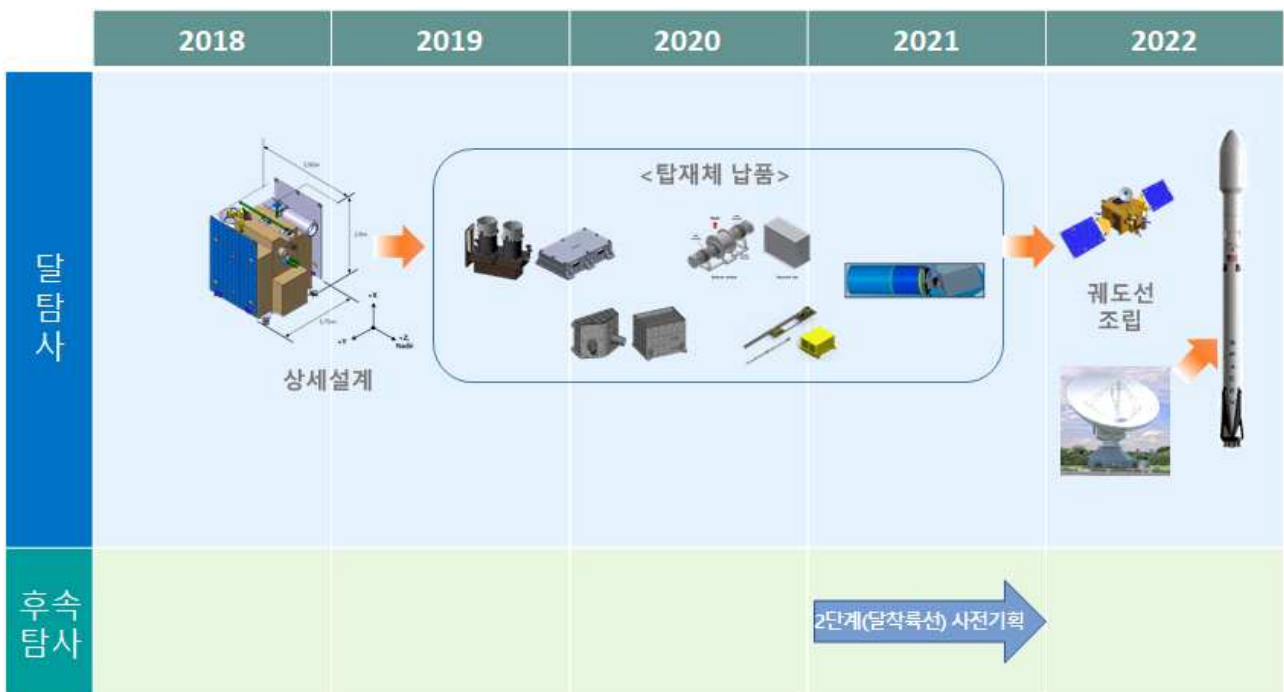 2018
2019
2020
2021
2022
달
탐
사
<탑재체 납품>
+X
+Y
+Z,
Nadir
상세설계
궤도선
조립
후속
탐사
2단계(달착륙선) 사전기획